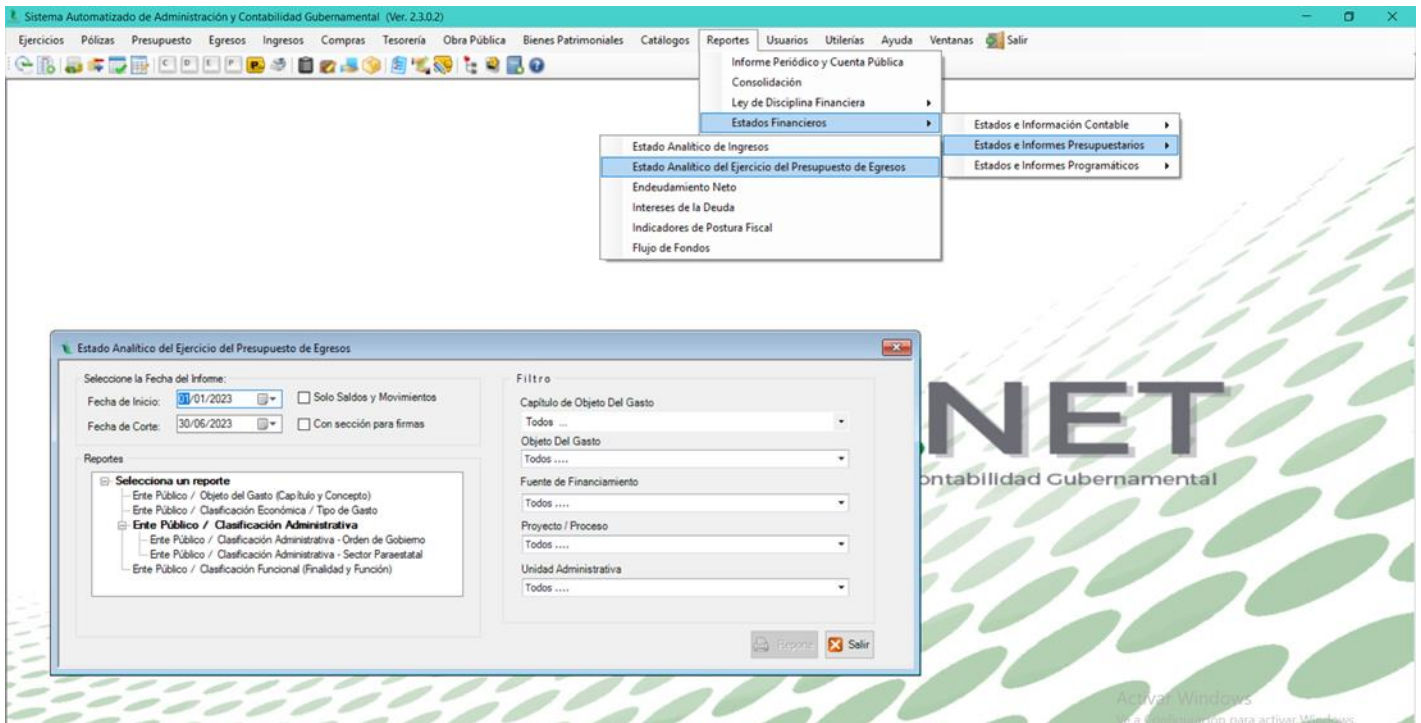 Sistema Automatizado de Administración y Contabilidad Gubernamental (Ver. 2.3.0.2)
Ejercicios Pólizas Presupuesto Egresos Ingresos Compras Tesorería Obra Pública Bienes Patrimoniales Catálogos Reportes Usuarios Utilerías Ayuda Ventanas Salir
Informe Periódico y Cuenta Pública
Consolidación
Ley de Disciplina Financiera
Estados Financieros
Estados e Información Contable
Estados e Informes Presupuestarios
Estados e Informes Programáticos
Estado Analítico de Ingresos
Estado Analítico del Ejercicio del Presupuesto de Egresos
Endeudamiento Neto
Intereses de la Deuda
Indicadores de Postura Fiscal
Flujo de Fondos
Estado Analítico del Ejercicio del Presupuesto de Egresos
Seleccione la Fecha del Informe:
Fecha de Inicio: 01/01/2023 Solo Saldos y Movimientos
Fecha de Corte: 30/06/2023 Con sección para firmas
Reportes
Selecciona un reporte
Ente Público / Objeto del Gasto (Capítulo y Concepto)
Ente Público / Clasificación Económica / Tipo de Gasto
Ente Público / Clasificación Administrativa
Ente Público / Clasificación Administrativa - Orden de Gobierno
Ente Público / Clasificación Administrativa - Sector Paraestatal
Ente Público / Clasificación Funcional (Finalidad y Función)
Filtro
Capítulo de Objeto Del Gasto
Todos ...
Objeto Del Gasto
Todos ....
Fuente de Financiamiento
Todos ....
Proyecto / Proceso
Todos ....
Unidad Administrativa
Todos ....
Reporte Salir
NET
ontabilidad Gubernamental
Activar Windows
Ve a Configuración para activar Windows.